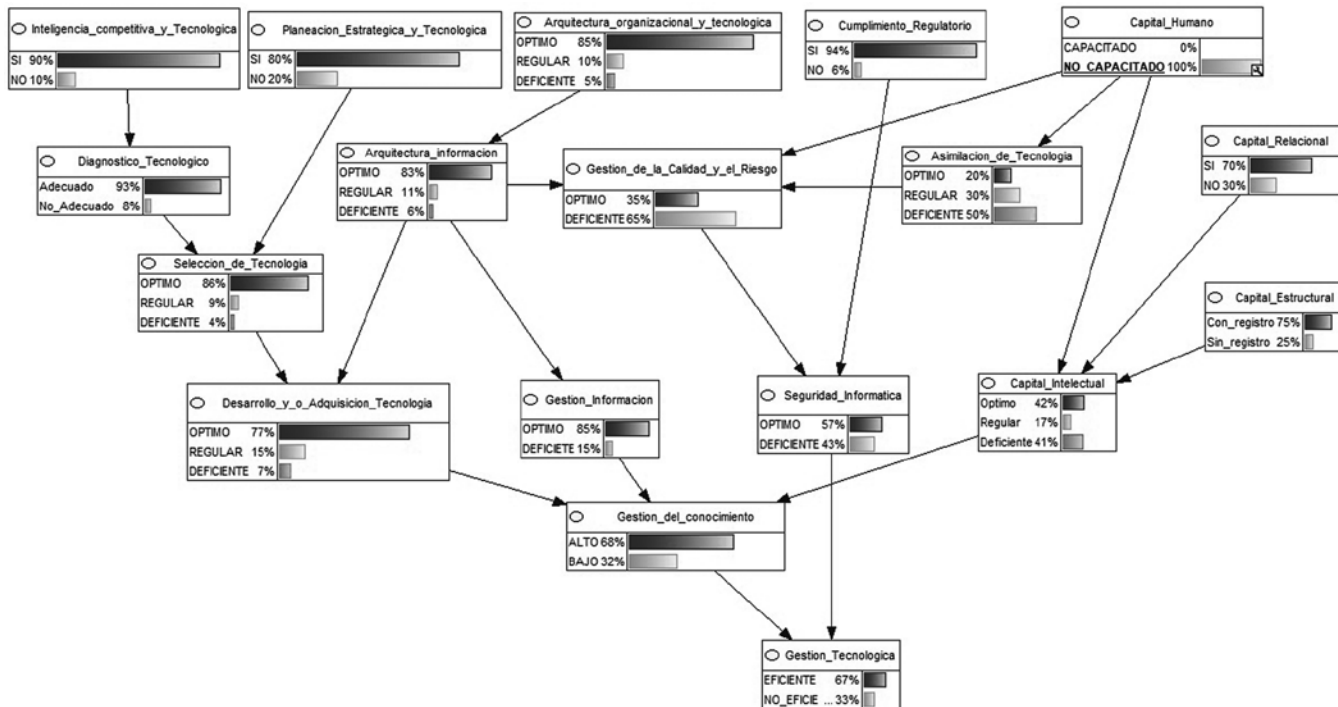 Inteligencia_competitiva_y_Tecnologica
SI 90%
NO 10%
Planeacion_Estrategica_y_Tecnologica
SI 80%
NO 20%
Arquitectura_organizacional_y_tecnologica
OPTIMO 85%
REGULAR 10%
DEFICIENTE 5%
Cumplimiento_Regulatorio
SI 94%
NO 6%
Capital_Humano
CAPACITADO 0%
NO_CAPACITADO 100%
Diagnostico_Tecnologico
Adecuado 93%
No_Adecuado 8%
Arquitectura_informacion
OPTIMO 83%
REGULAR 11%
DEFICIENTE 6%
Gestion_de_la_Calidad_y_el_Riesgo
OPTIMO 35%
DEFICIENTE 65%
Asimilacion_de_Tecnologia
OPTIMO 20%
REGULAR 30%
DEFICIENTE 50%
Capital_Relacional
SI 70%
NO 30%
Seleccion_de_Tecnologia
OPTIMO 86%
REGULAR 9%
DEFICIENTE 4%
Capital_Estructural
Con_registro 75%
Sin_registro 25%
Desarrollo_y_o_Adquisicion_Tecnologia
OPTIMO 77%
REGULAR 15%
DEFICIENTE 7%
Gestion_Informacion
OPTIMO 85%
DEFICIETE 15%
Seguridad_Informatica
OPTIMO 57%
DEFICIENTE 43%
Capital_Intelectual
Optimo 42%
Regular 17%
Deficiente 41%
Gestion_del_conocimiento
ALTO 68%
BAJO 32%
Gestion_Tecnologica
EFICIENTE 67%
NO_EFICIE ... 33%